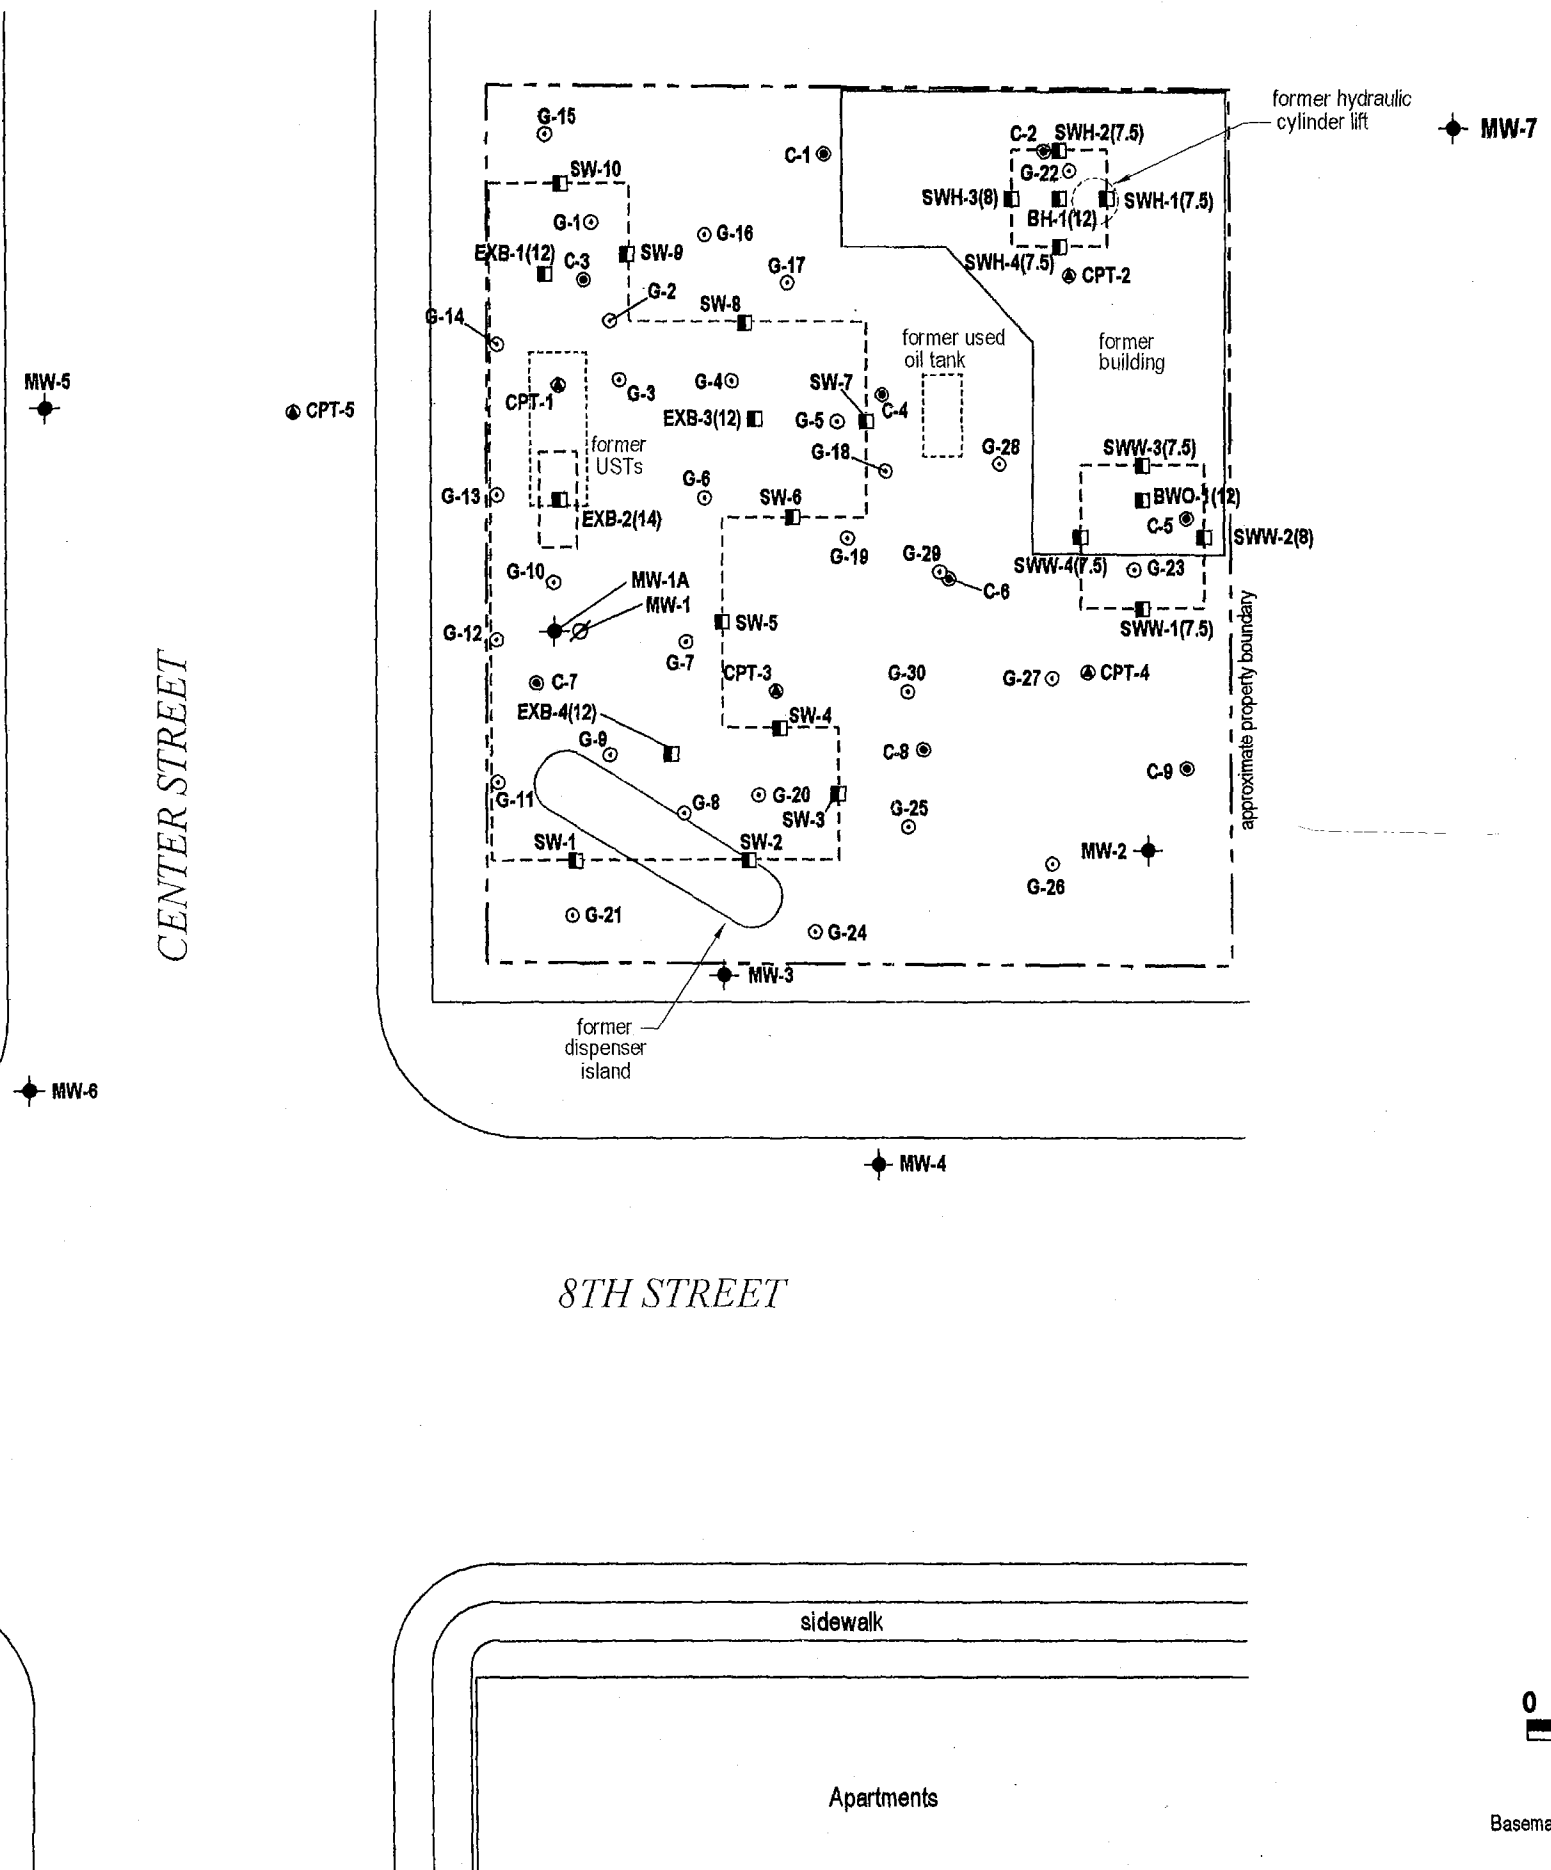 former hydraulic
cylinder lift
MW-7
G-15
C-2
SWH-2(7.5)
C-1
SW-10
G-22
SWH-3(8)
SWH-1(7.5)
BH-1(12)
G-1
G-16
EXB-1(12)
C-3
SW-9
G-17
SWH-4(7.5)
CPT-2
G-2
SW-8
G-14
former used
oil tank
former
building
MW-5
CPT-5
CPT-1
G-3
G-4
SW-7
C-4
EXB-3(12)
G-5
former
USTs
G-18
G-28
SWW-3(7.5)
G-13
G-6
SW-6
BWO-1(12)
EXB-2(14)
C-5
SWW-2(8)
G-19
G-29
SWW-4(7.5)
G-23
G-10
MW-1A
C-6
MW-1
G-12
SW-5
SWW-1(7.5)
G-7
approximate property boundary
C-7
CPT-3
G-30
G-27
CPT-4
EXB-4(12)
SW-4
G-9
C-8
C-9
G-11
G-8
G-20
SW-3
G-25
SW-1
SW-2
MW-2
G-26
CENTER STREET
G-21
G-24
MW-3
former
dispenser
island
MW-6
MW-4
8TH STREET
sidewalk
0
Apartments
Basema